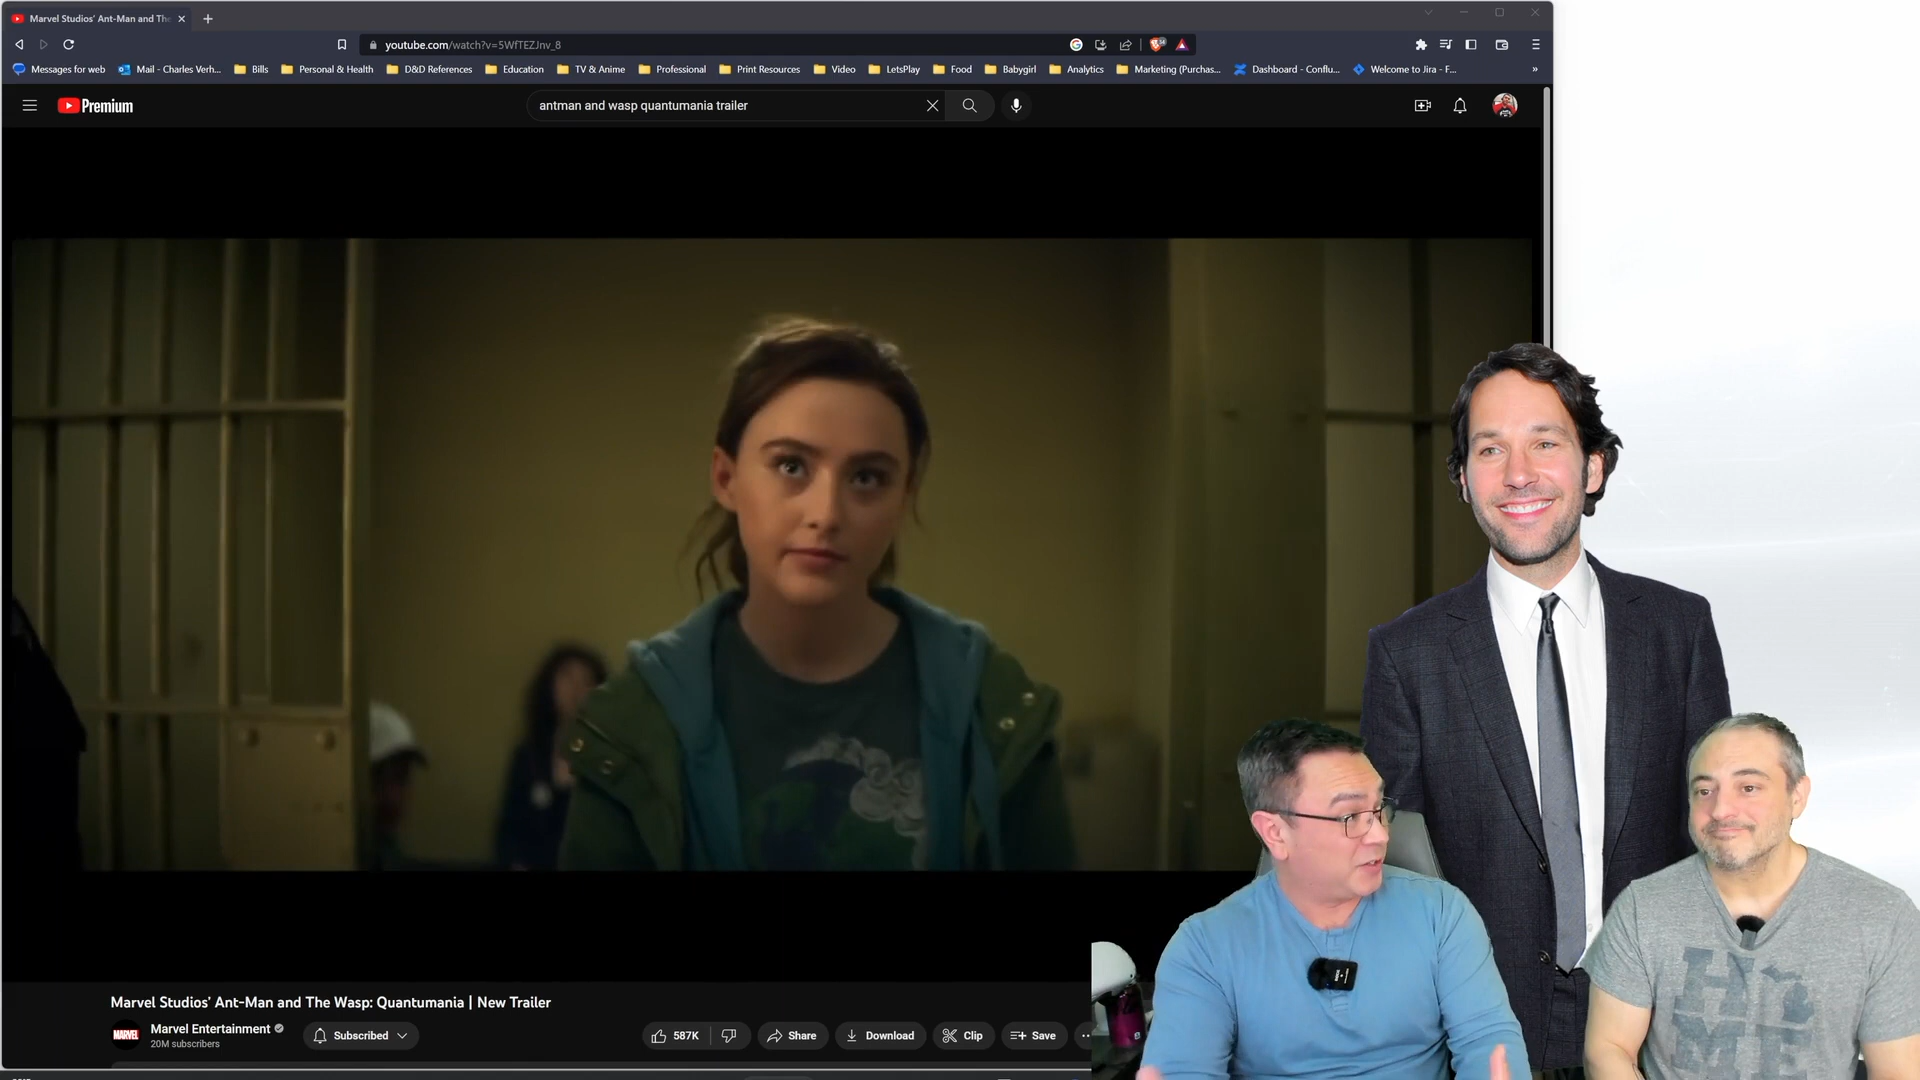 Marvel Studios' Ant-Man and The
youtube.com/watch?v=5WfTEZJnv_8
Messages for web
Mail - Charles Verh...
Bills
Personal & Health
D&D References
Education
TV & Anime
Professional
Print Resources
Video
LetsPlay
Food
Babygirl
Analytics
Marketing (Purchas...
Dashboard - Conflu...
Welcome to Jira - F...
»
Premium
antman and wasp quantumania trailer
Marvel Studios' Ant-Man and The Wasp: Quantumania | New Trailer
MARVEL
Marvel Entertainment
20M subscribers
Subscribed
587K
Share
Download
Clip
Save
H
ME